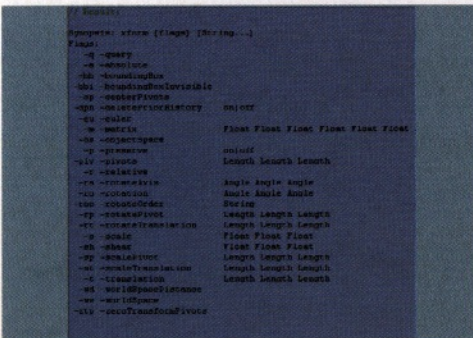 // Result:
Synopsis: xform [flags] [String...]
Flags:
-q -query
-a -absolute
-bb -boundingBox
-bbi -boundingBoxInvisible
-cp -centerPivots
-dph -deletePriorHistory on|off
-eu -euler
-m -matrix Float Float Float Float Float Float
-os -objectSpace
-p -preserve on|off
-piv -pivots Length Length Length
-r -relative
-ra -rotateAxis Angle Angle Angle
-ro -rotation Angle Angle Angle
-roo -rotateOrder String
-rp -rotatePivot Length Length Length
-rt -rotateTranslation Length Length Length
-s -scale Float Float Float
-sh -shear Float Float Float
-sp -scalePivot Length Length Length
-st -scaleTranslation Length Length Length
-t -translation Length Length Length
-wd -worldSpaceDistance
-ws -worldSpace
-ztp -zeroTransformPivots